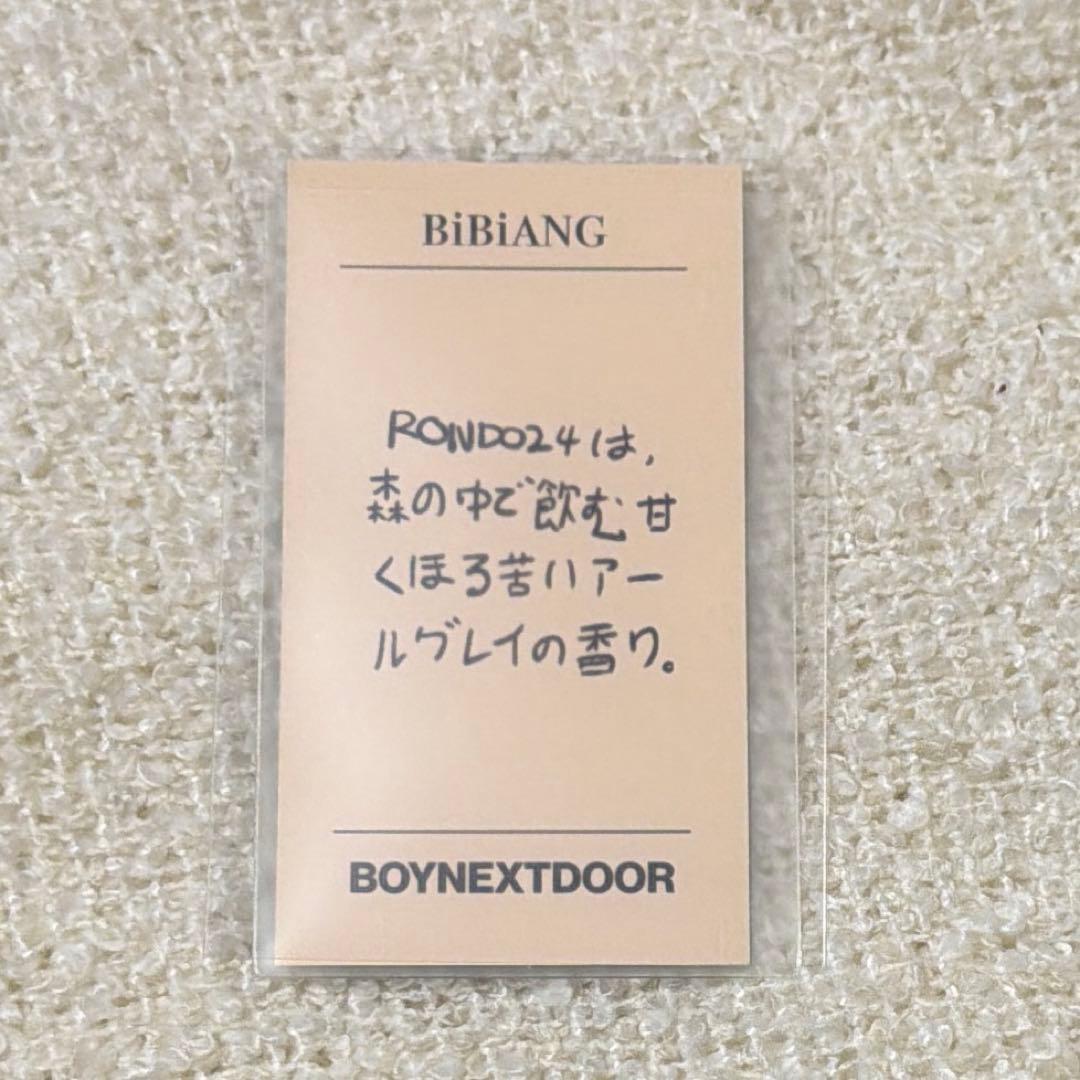 BiBiANG
RONDO24は,
森の中で飲む甘
くほろ苦いアー
ルグレイの香り。
BOYNEXTDOOR